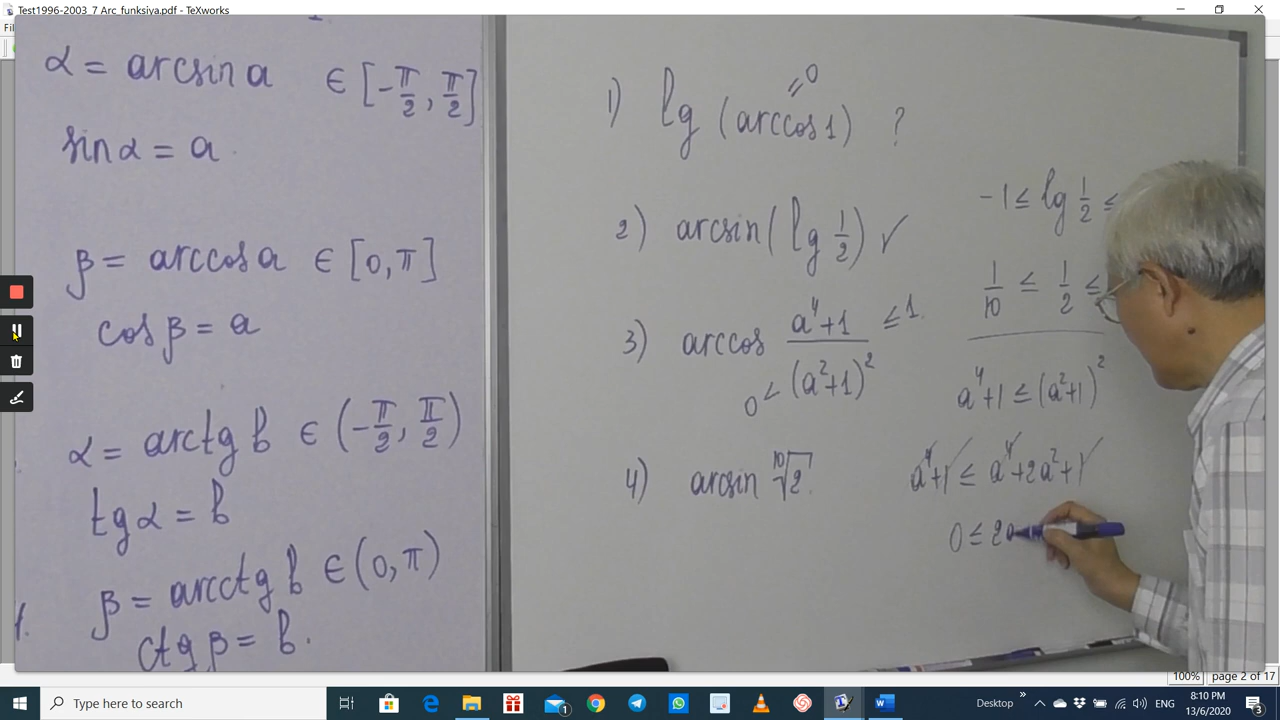 Test1996-2003_7 Arc_funksiya.pdf - TeXworks
α = arcsin a ∈ [-π/2, π/2]
sin α = a
β = arccos a ∈ [0, π]
cos β = a
α = arctg b ∈ (-π/2, π/2)
tg α = b
β = arcctg b ∈ (0, π)
ctg β = b.
1) lg (arccos 1) ?
= 0
2) arcsin (lg 1/2) ✓
3) arccos (a⁴+1)/(a²+1)² ≤ 1.
0 <
4) arcsin ¹⁰√2.
-1 ≤ lg 1/2 ≤
1/10 ≤ 1/2 ≤
a⁴+1 ≤ (a²+1)²
a⁴+1 ≤ a⁴+2a²+1
0 ≤ 2a
100% page 2 of 17
Type here to search
1
Desktop
»
ENG
8:10 PM
13/6/2020
3